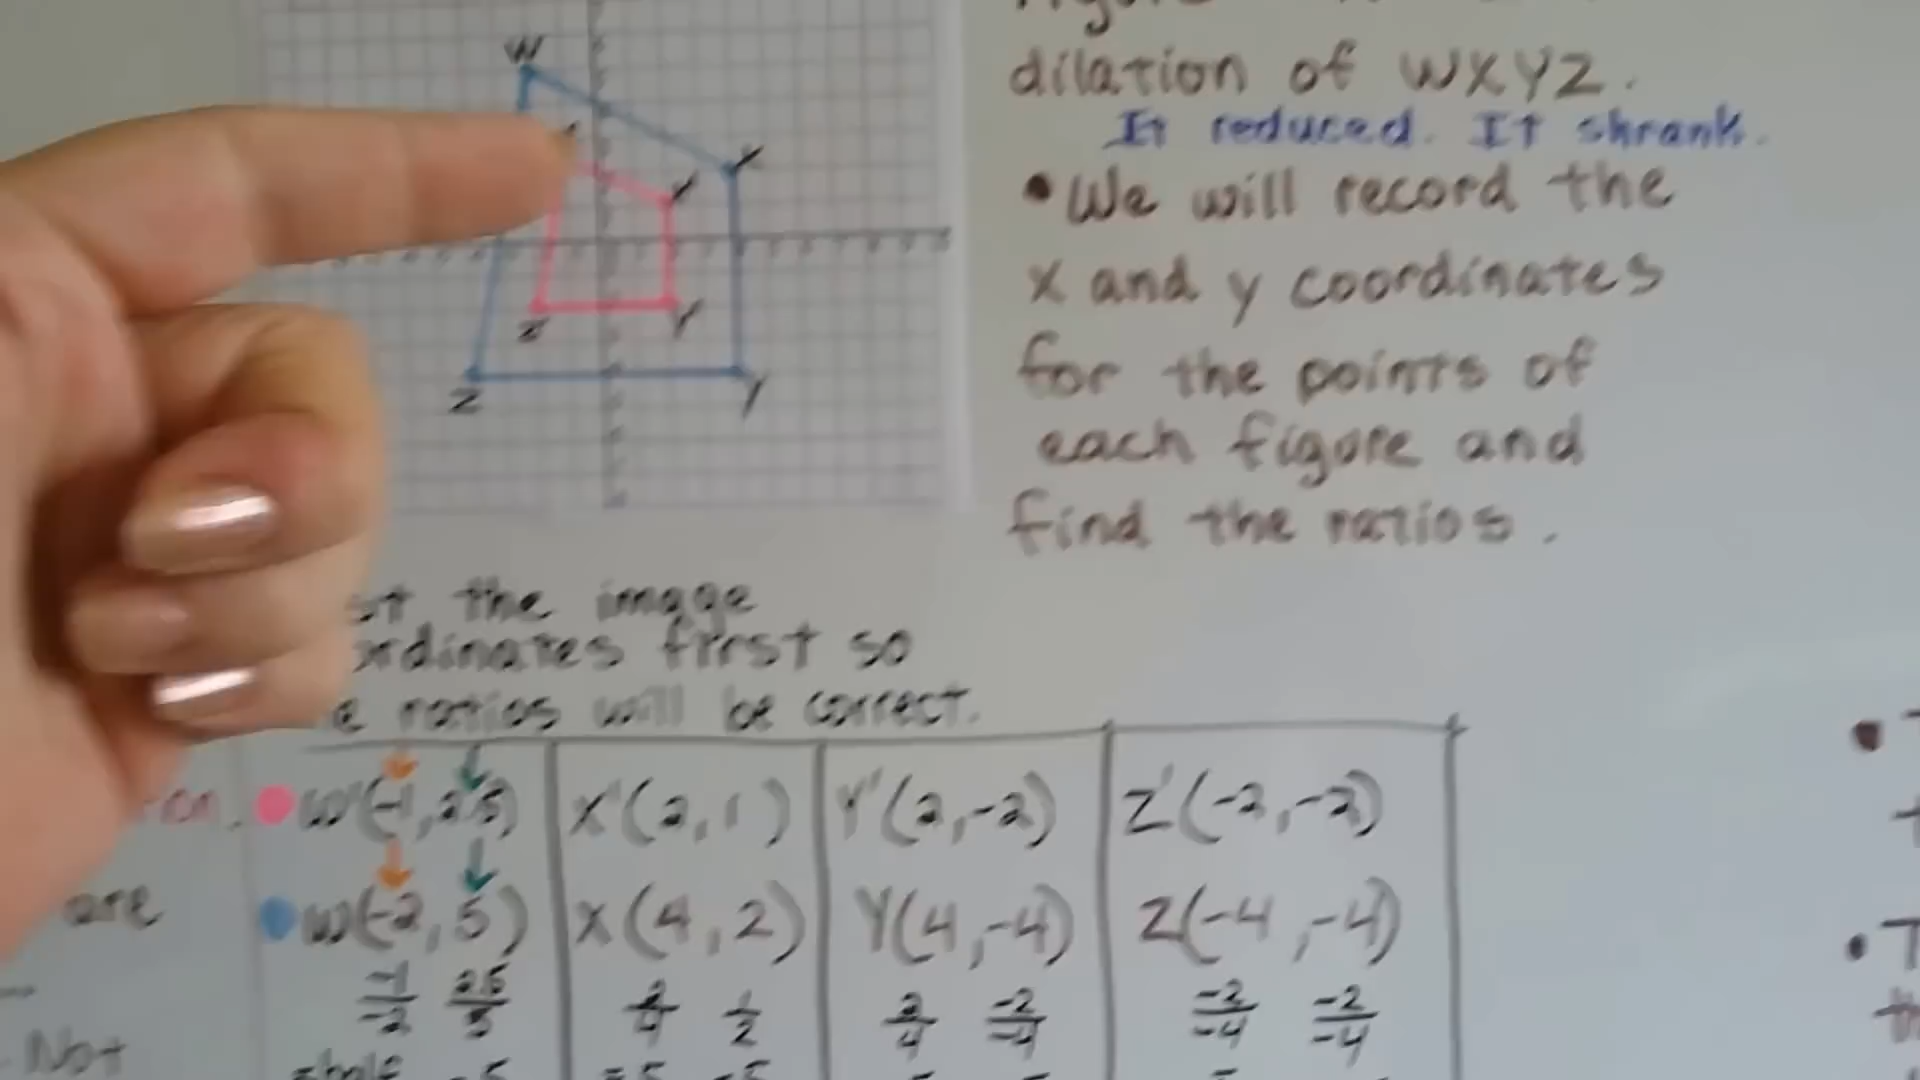 W
X
X'
Z'
Y'
Z
Y
dilation of WXYZ.
It reduced. It shrank.
• We will record the
x and y coordinates
for the points of
each figure and
find the ratios.
the image
first so
ratios will be correct.
W'(-1, 2.5) X'(2, 1) Y'(2, -2) Z'(-2, -2)
are W(-2, 5) X(4, 2) Y(4, -4) Z(-4, -4)
-1/-2 2.5/5 2/4 1/2 2/4 -2/-4 -2/-4 -2/-4
Not